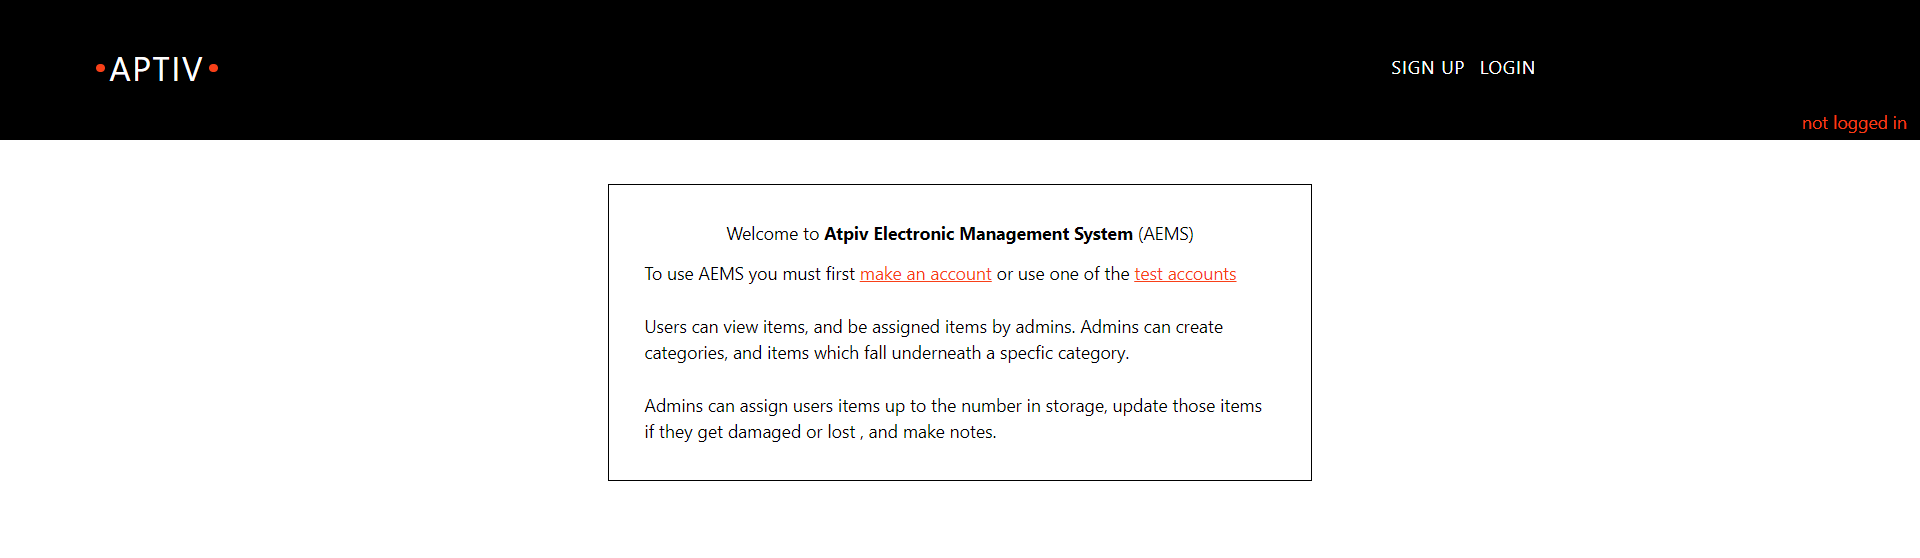 •APTIV•
SIGN UP LOGIN
not logged in
Welcome to Atpiv Electronic Management System (AEMS)
To use AEMS you must first make an account or use one of the test accounts
Users can view items, and be assigned items by admins. Admins can create
categories, and items which fall underneath a specfic category.
Admins can assign users items up to the number in storage, update those items
if they get damaged or lost , and make notes.